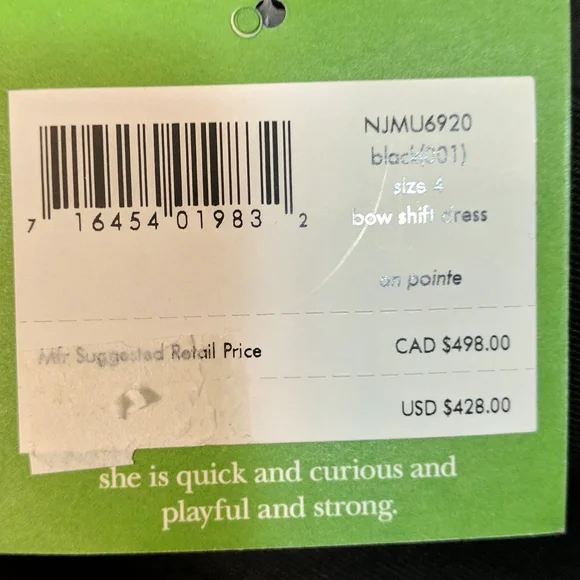 NJMU6920
black(001)
size 4
bow shift dress
on pointe
7 16454 01983 2
Mfr Suggested Retail Price
CAD $498.00
USD $428.00
she is quick and curious and
playful and strong.